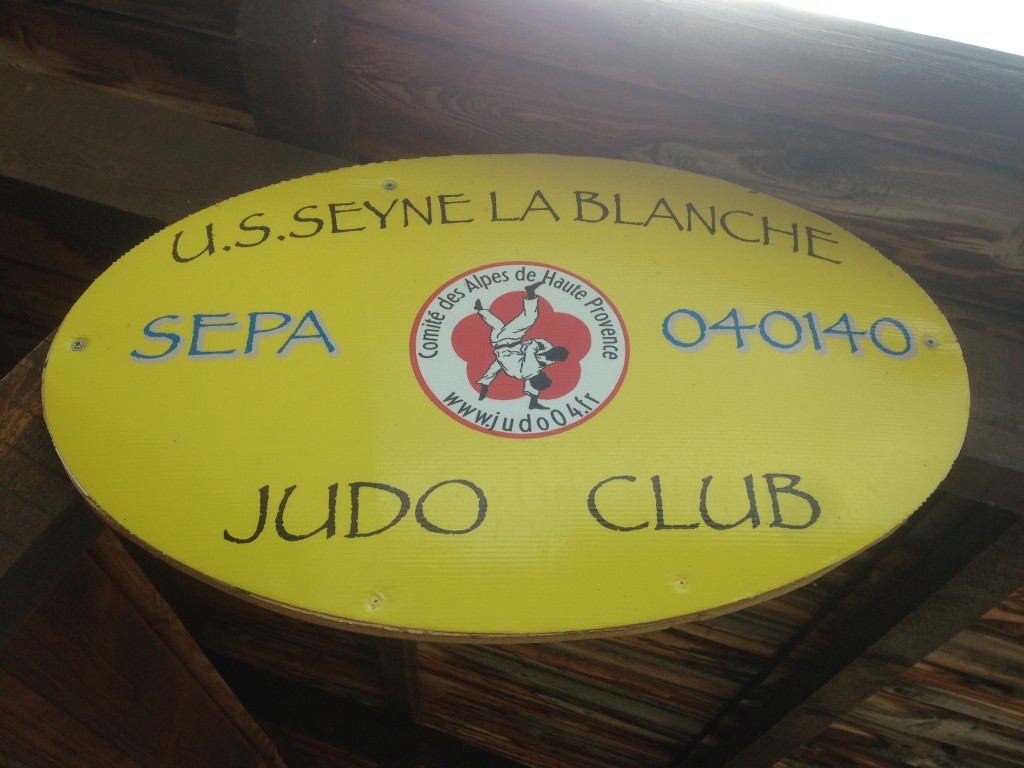 U.S.SEYNE LA BLANCHE
SEPA
Comité des Alpes de Haute Provence
www.judo04.fr
040140
JUDO CLUB